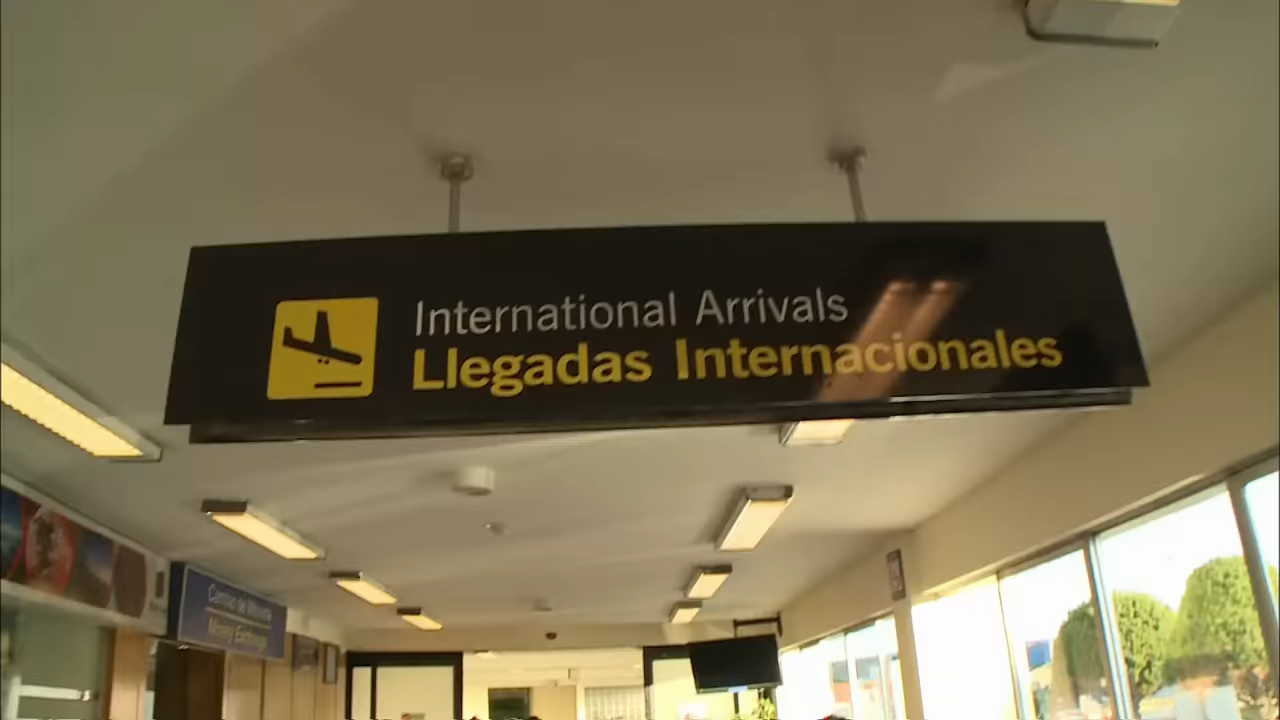 International Arrivals
Llegadas Internacionales
Cambio de Moneda
Money Exchange